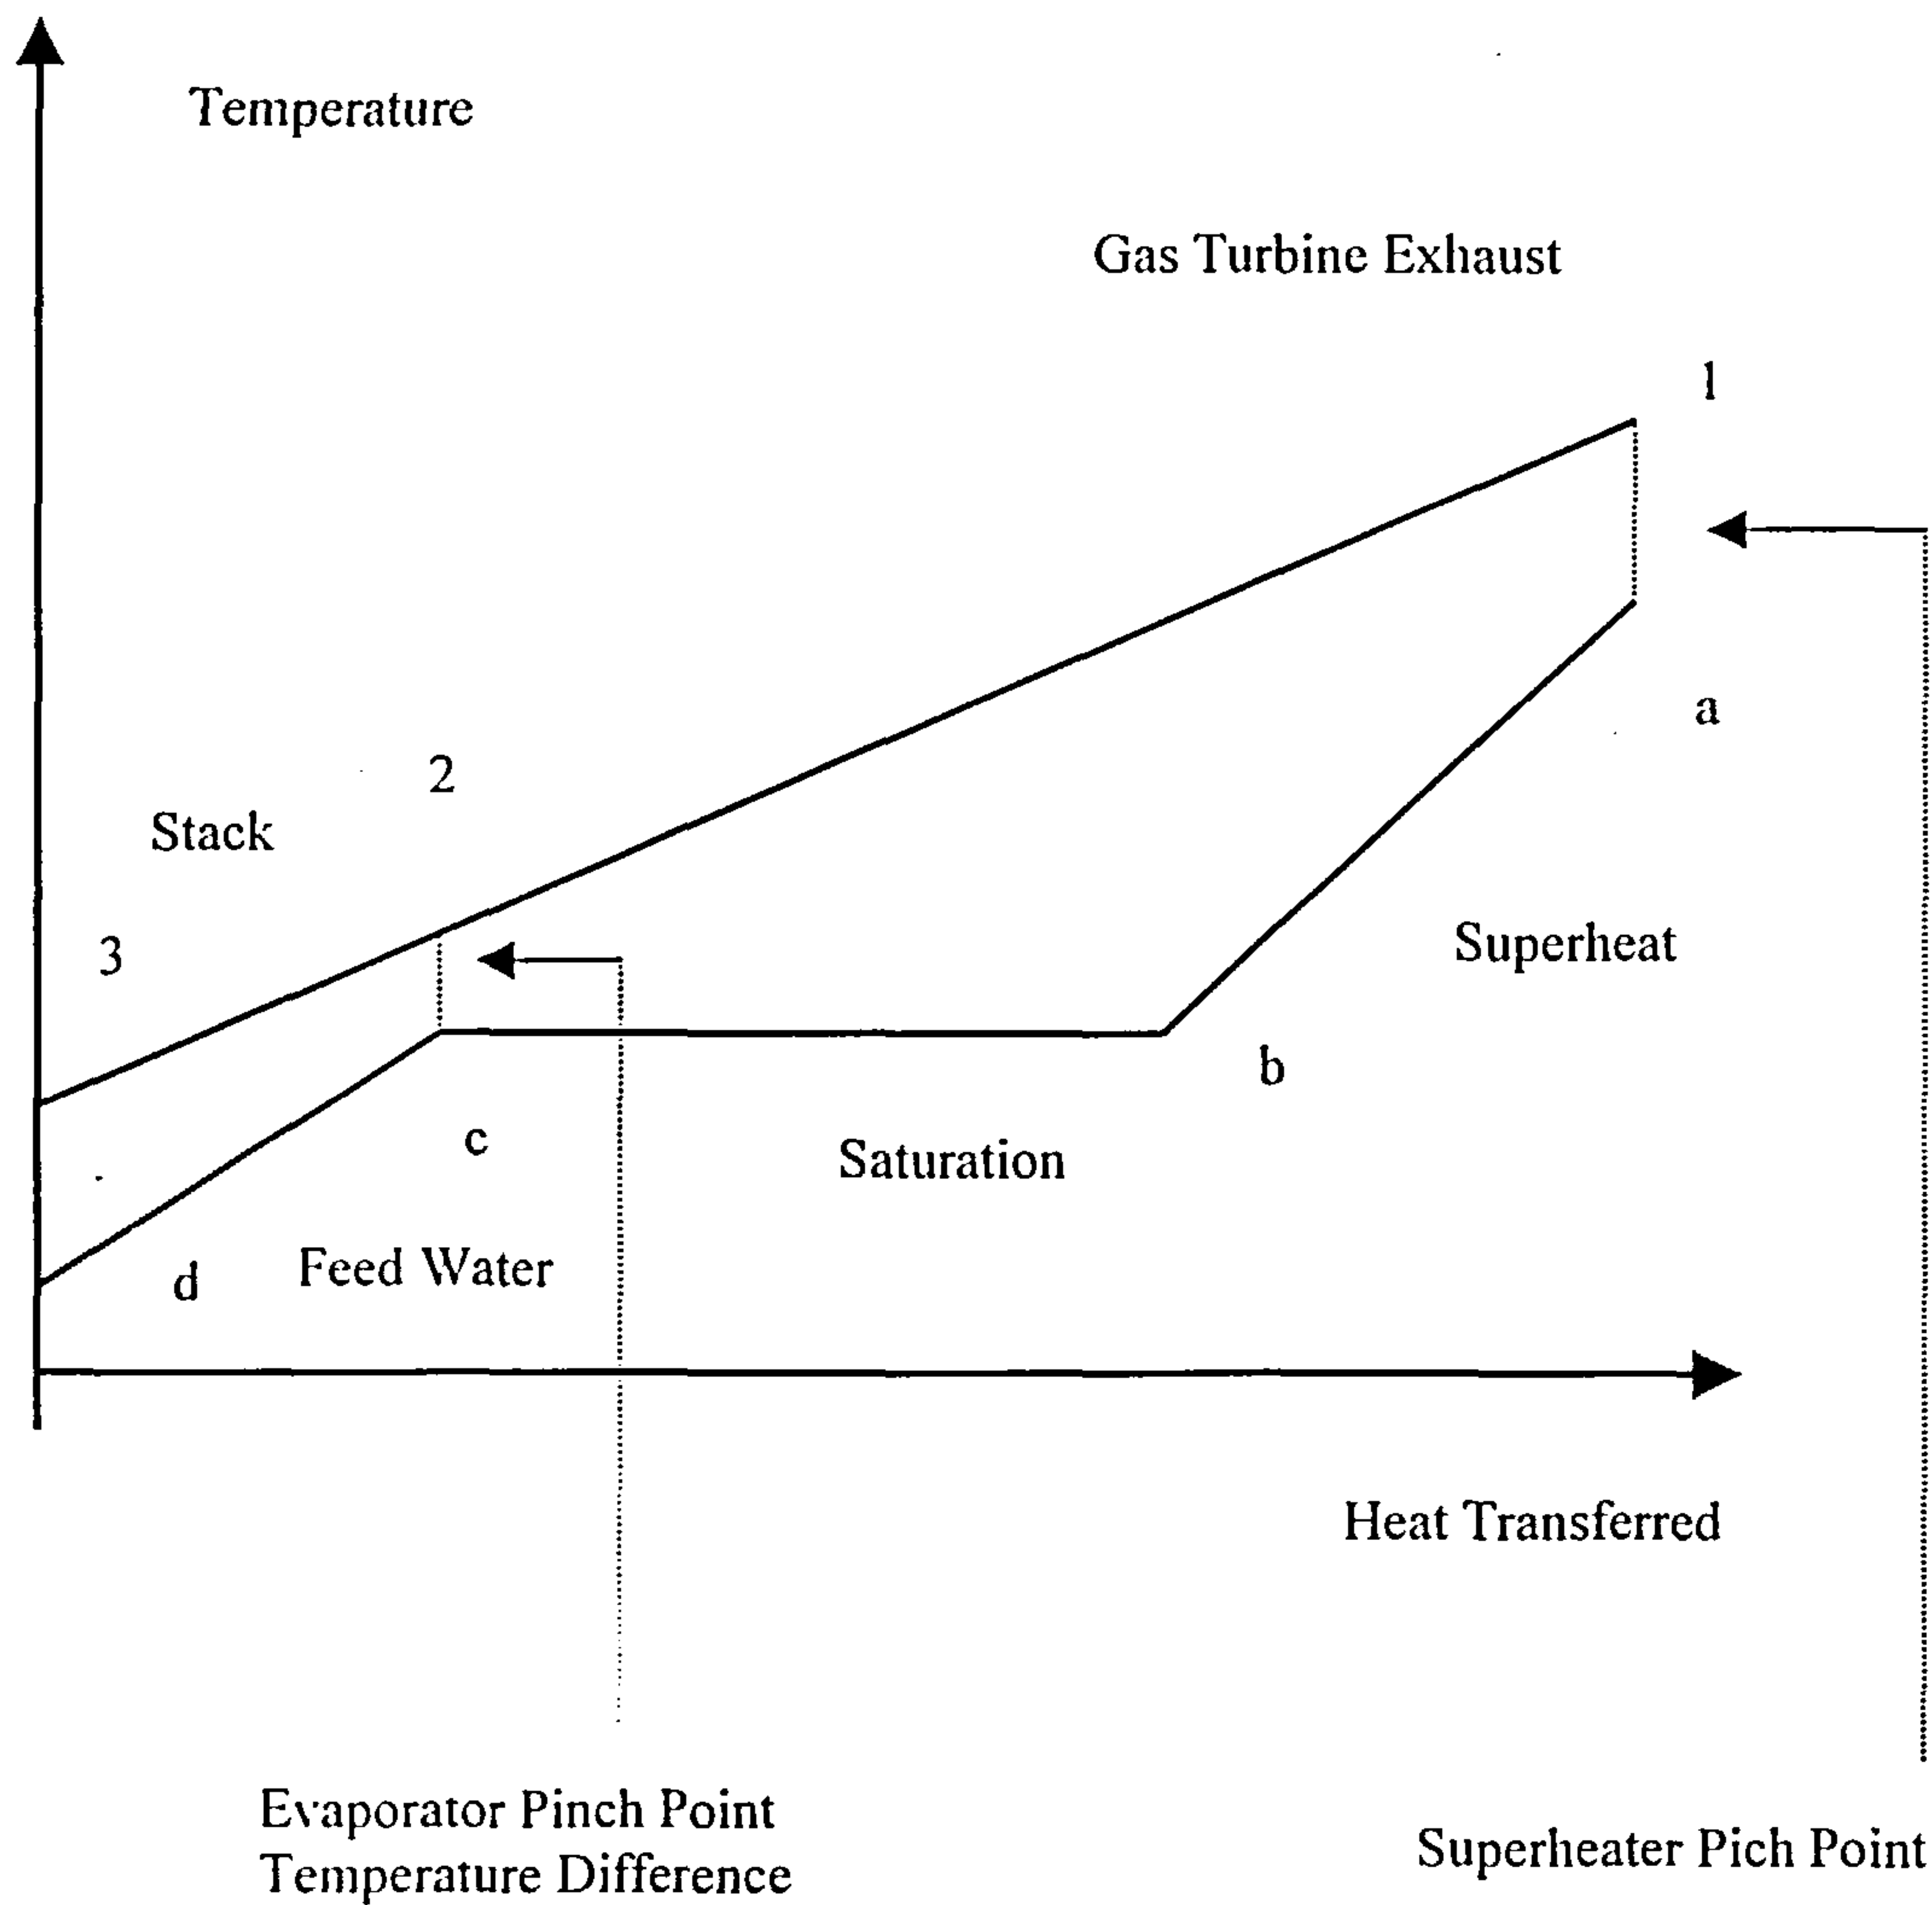 Temperature
Gas Turbine Exhaust
1
a
2
Stack
3
Superheat
b
c
Saturation
d
Feed Water
Heat Transferred
Evaporator Pinch Point
Temperature Difference
Superheater Pich Point